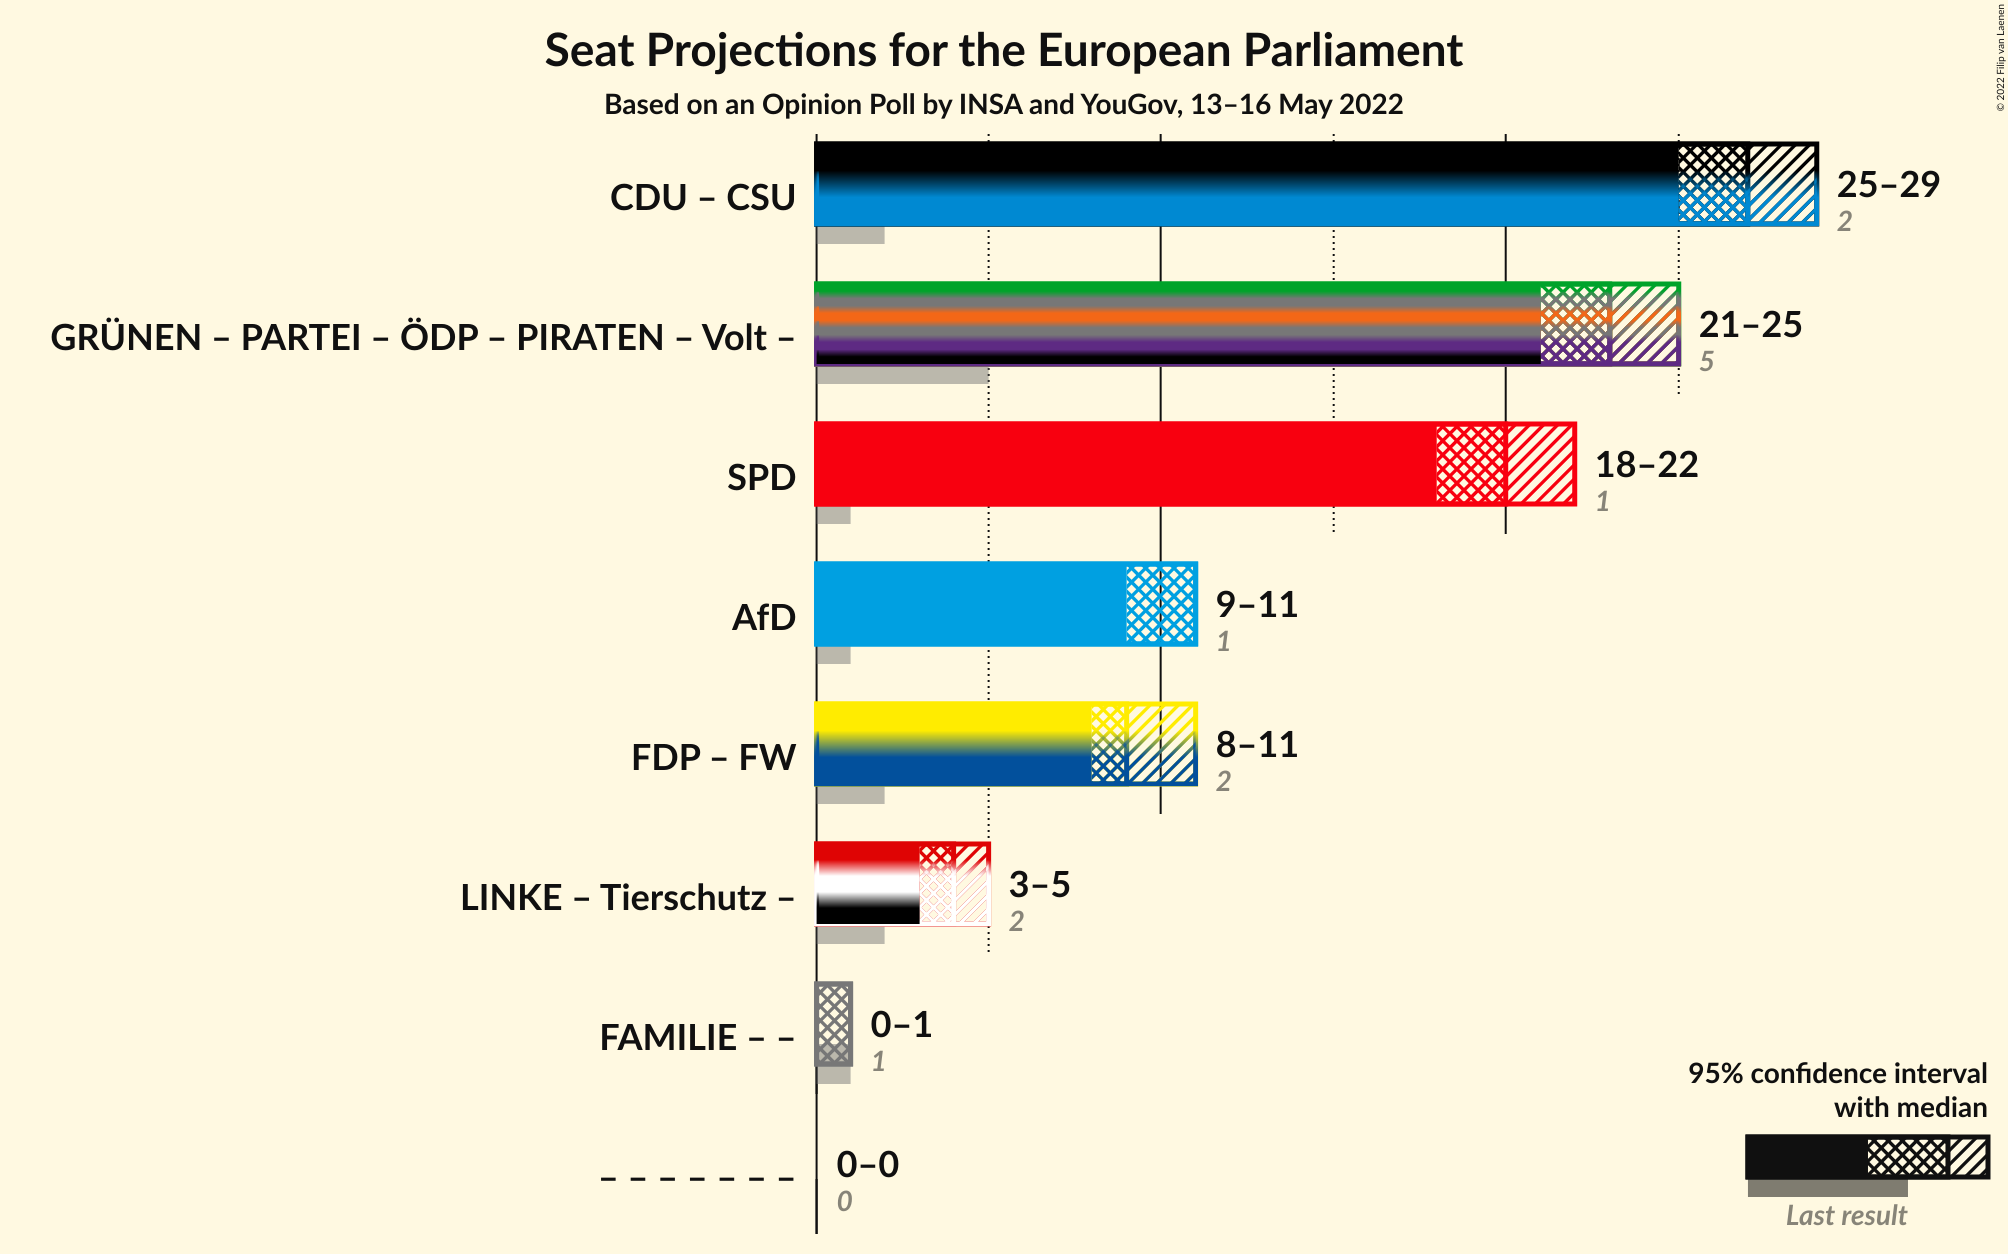 Seat Projections for the European Parliament
Based on an Opinion Poll by INSA and YouGov, 13–16 May 2022
© 2022 Filip van Laenen
CDU – CSU
25–29
2
GRÜNEN – PARTEI – ÖDP – PIRATEN – Volt –
21–25
5
SPD
18–22
1
AfD
9–11
1
FDP – FW
8–11
2
LINKE – Tierschutz –
3–5
2
FAMILIE – –
0–1
1
– – – – – – –
0–0
0
95% confidence interval
with median
Last result